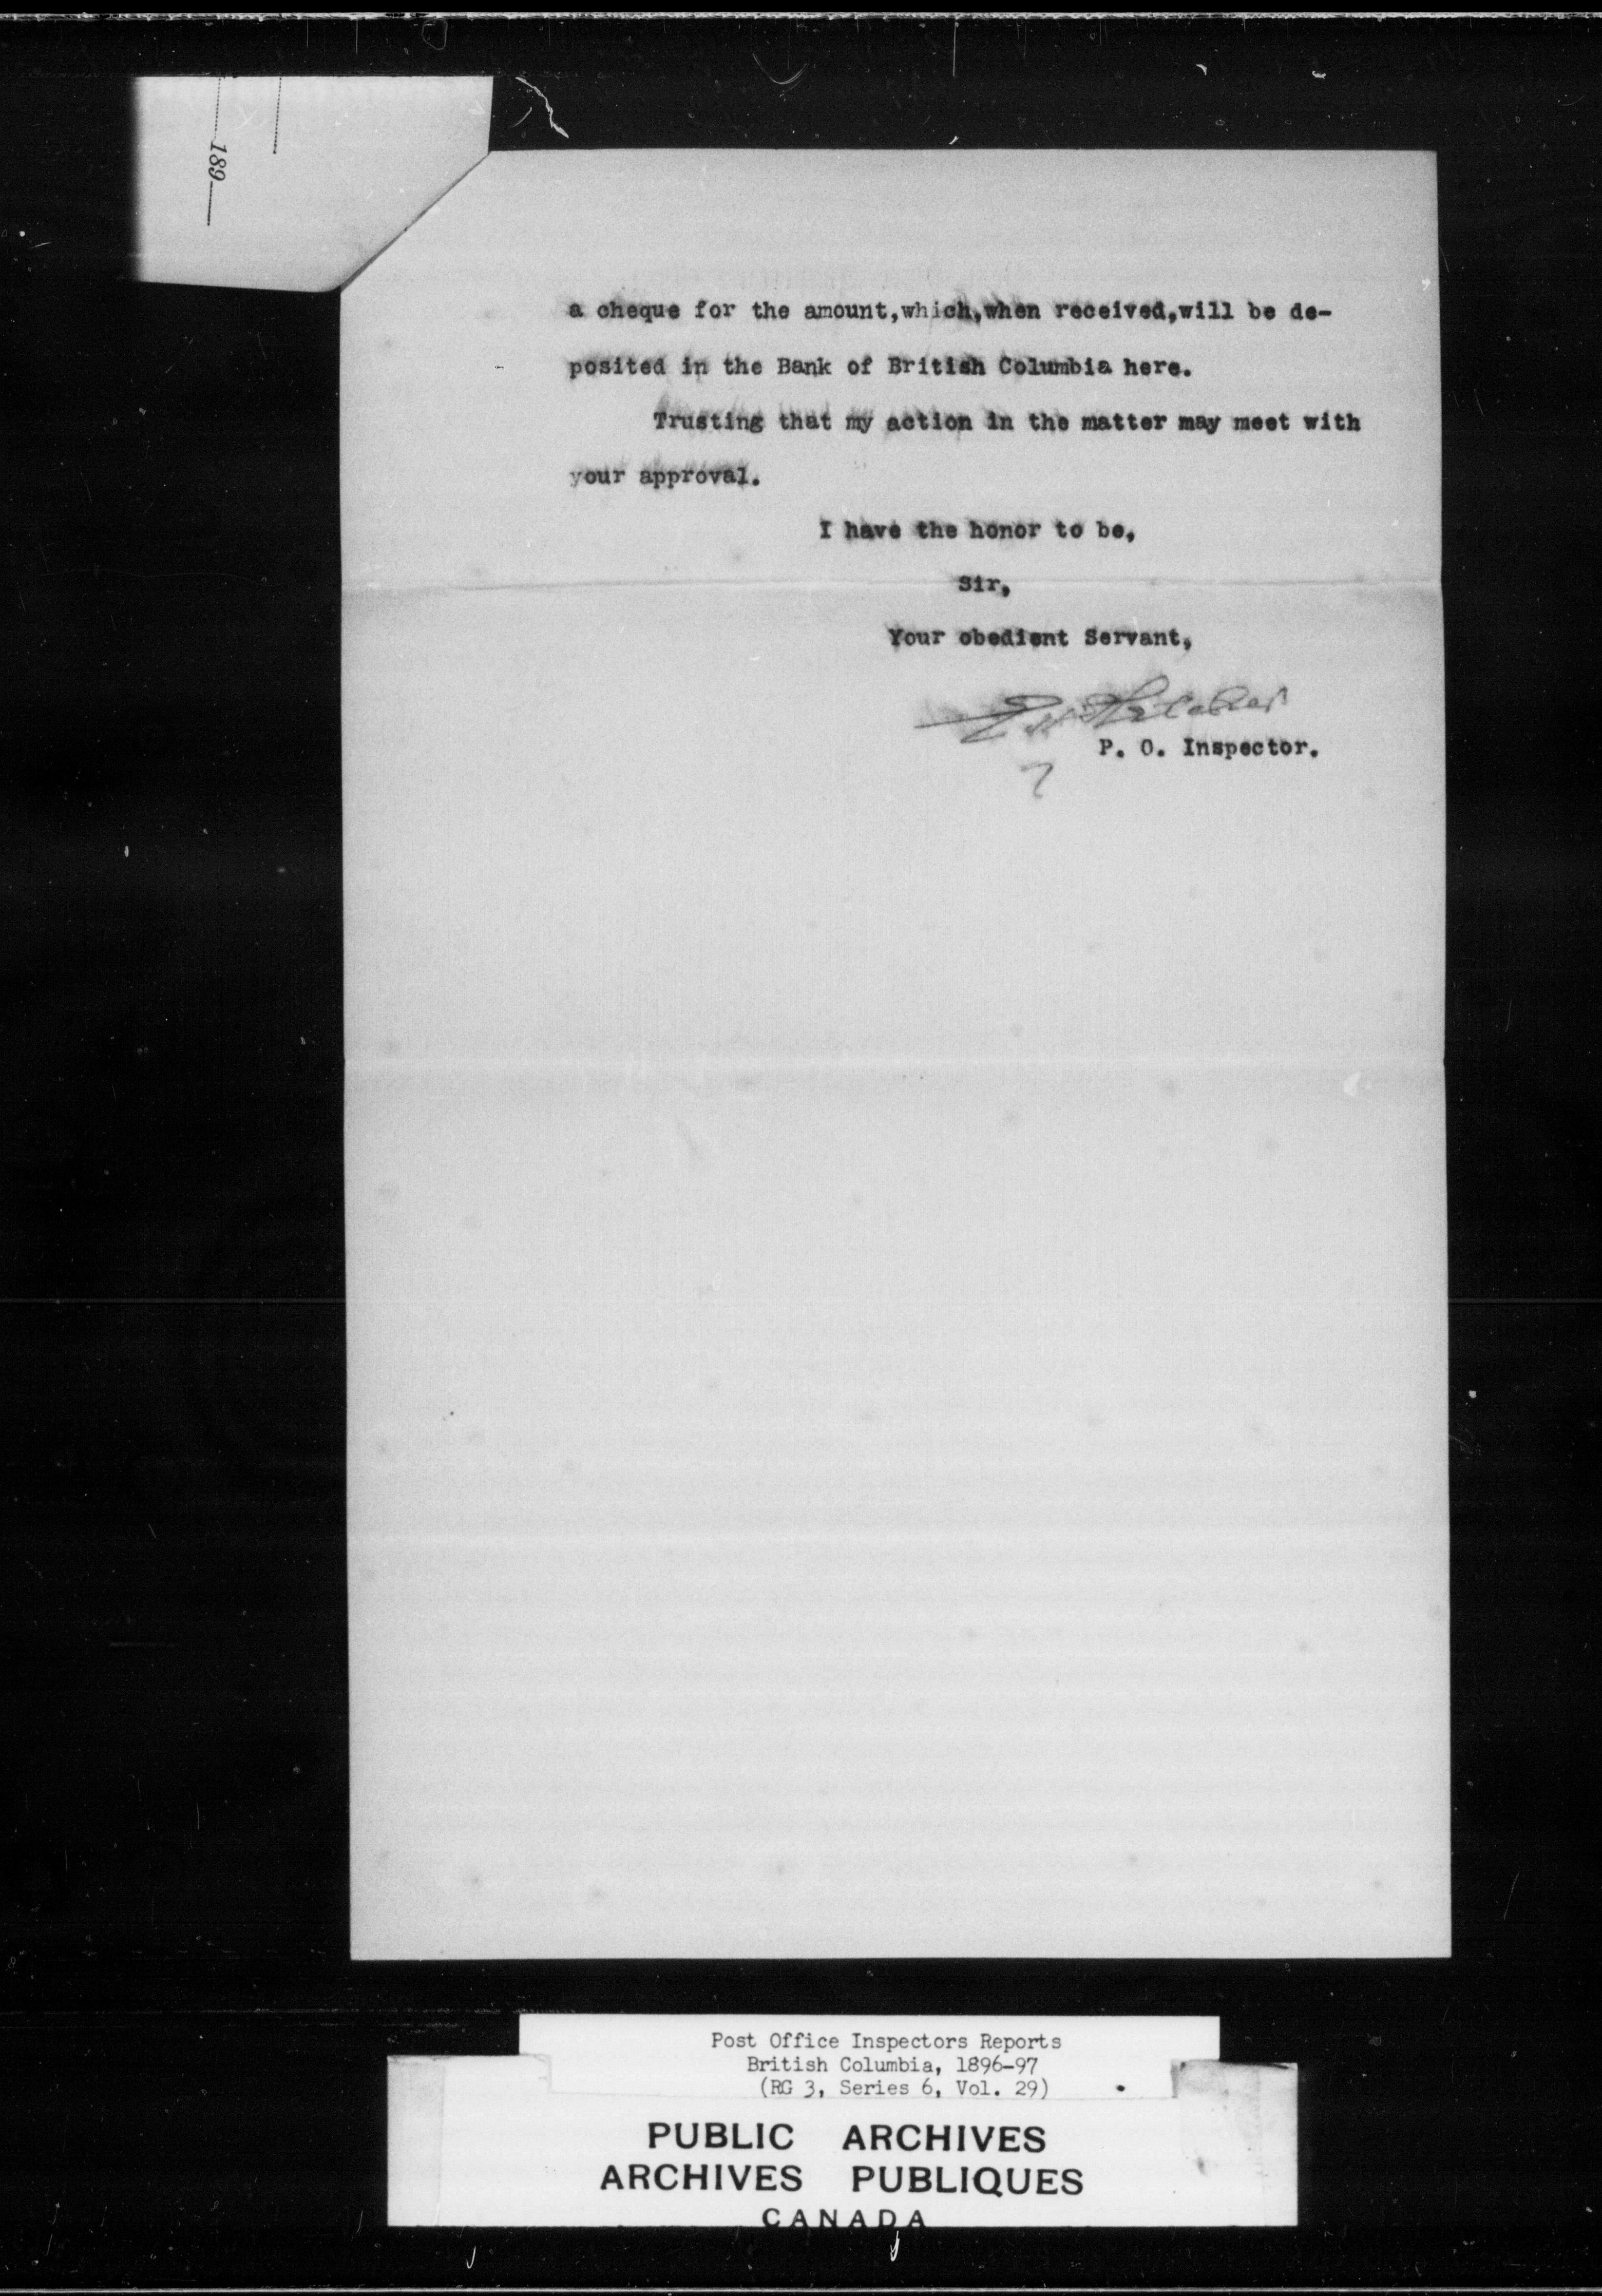 189
a cheque for the amount,which,when received,will be de-
posited in the Bank of British Columbia here.
Trusting that my action in the matter may meet with
your approval.
I have the honor to be,
Sir,
Your obedient Servant,
P. O. Inspector.
Post Office Inspectors Reports
British Columbia, 1896-97
(RG 3, Series 6, Vol. 29)
PUBLIC ARCHIVES
ARCHIVES PUBLIQUES
CANADA